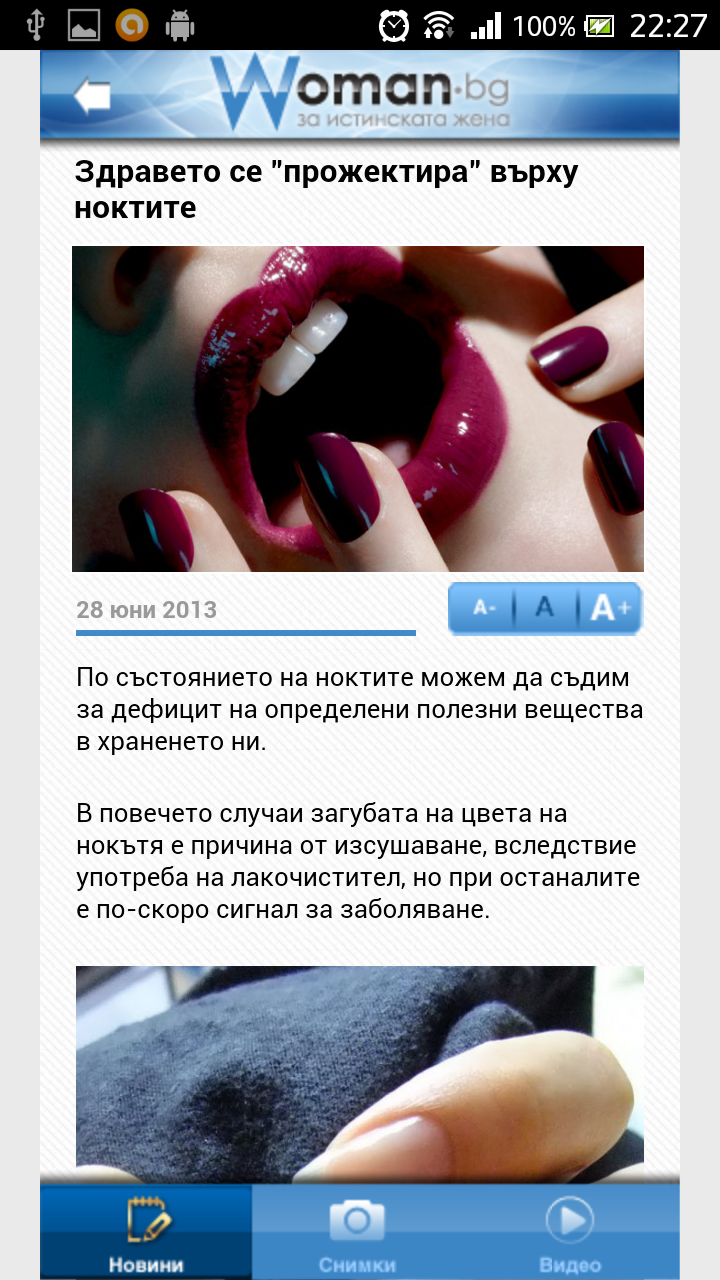 100% 22:27
Woman.bg
за истинската жена
Здравето се "прожектира" върху
ноктите
28 юни 2013
A- A A+
По състоянието на ноктите можем да съдим
за дефицит на определени полезни вещества
в храненето ни.
В повечето случаи загубата на цвета на
нокътя е причина от изсушаване, вследствие
употреба на лакочистител, но при останалите
е по-скоро сигнал за заболяване.
Новини Снимки Видео